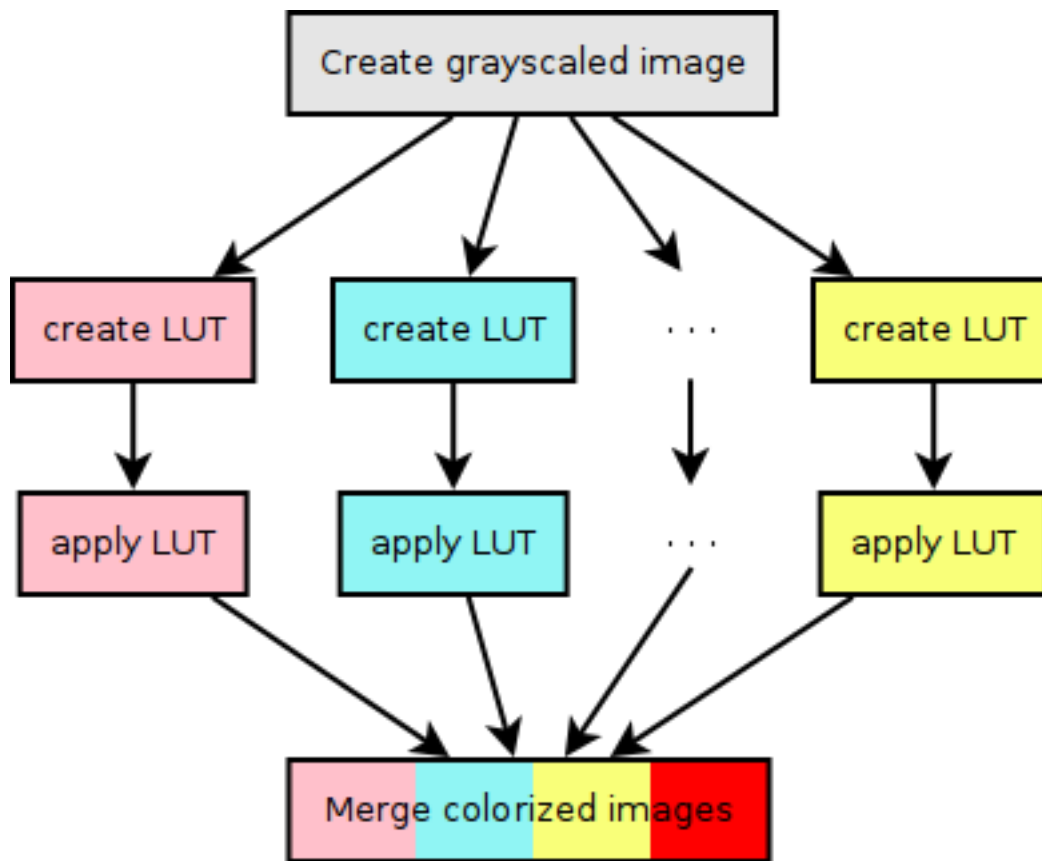 Create grayscaled image
create LUT
create LUT
. . .
create LUT
apply LUT
apply LUT
. . .
apply LUT
Merge colorized images